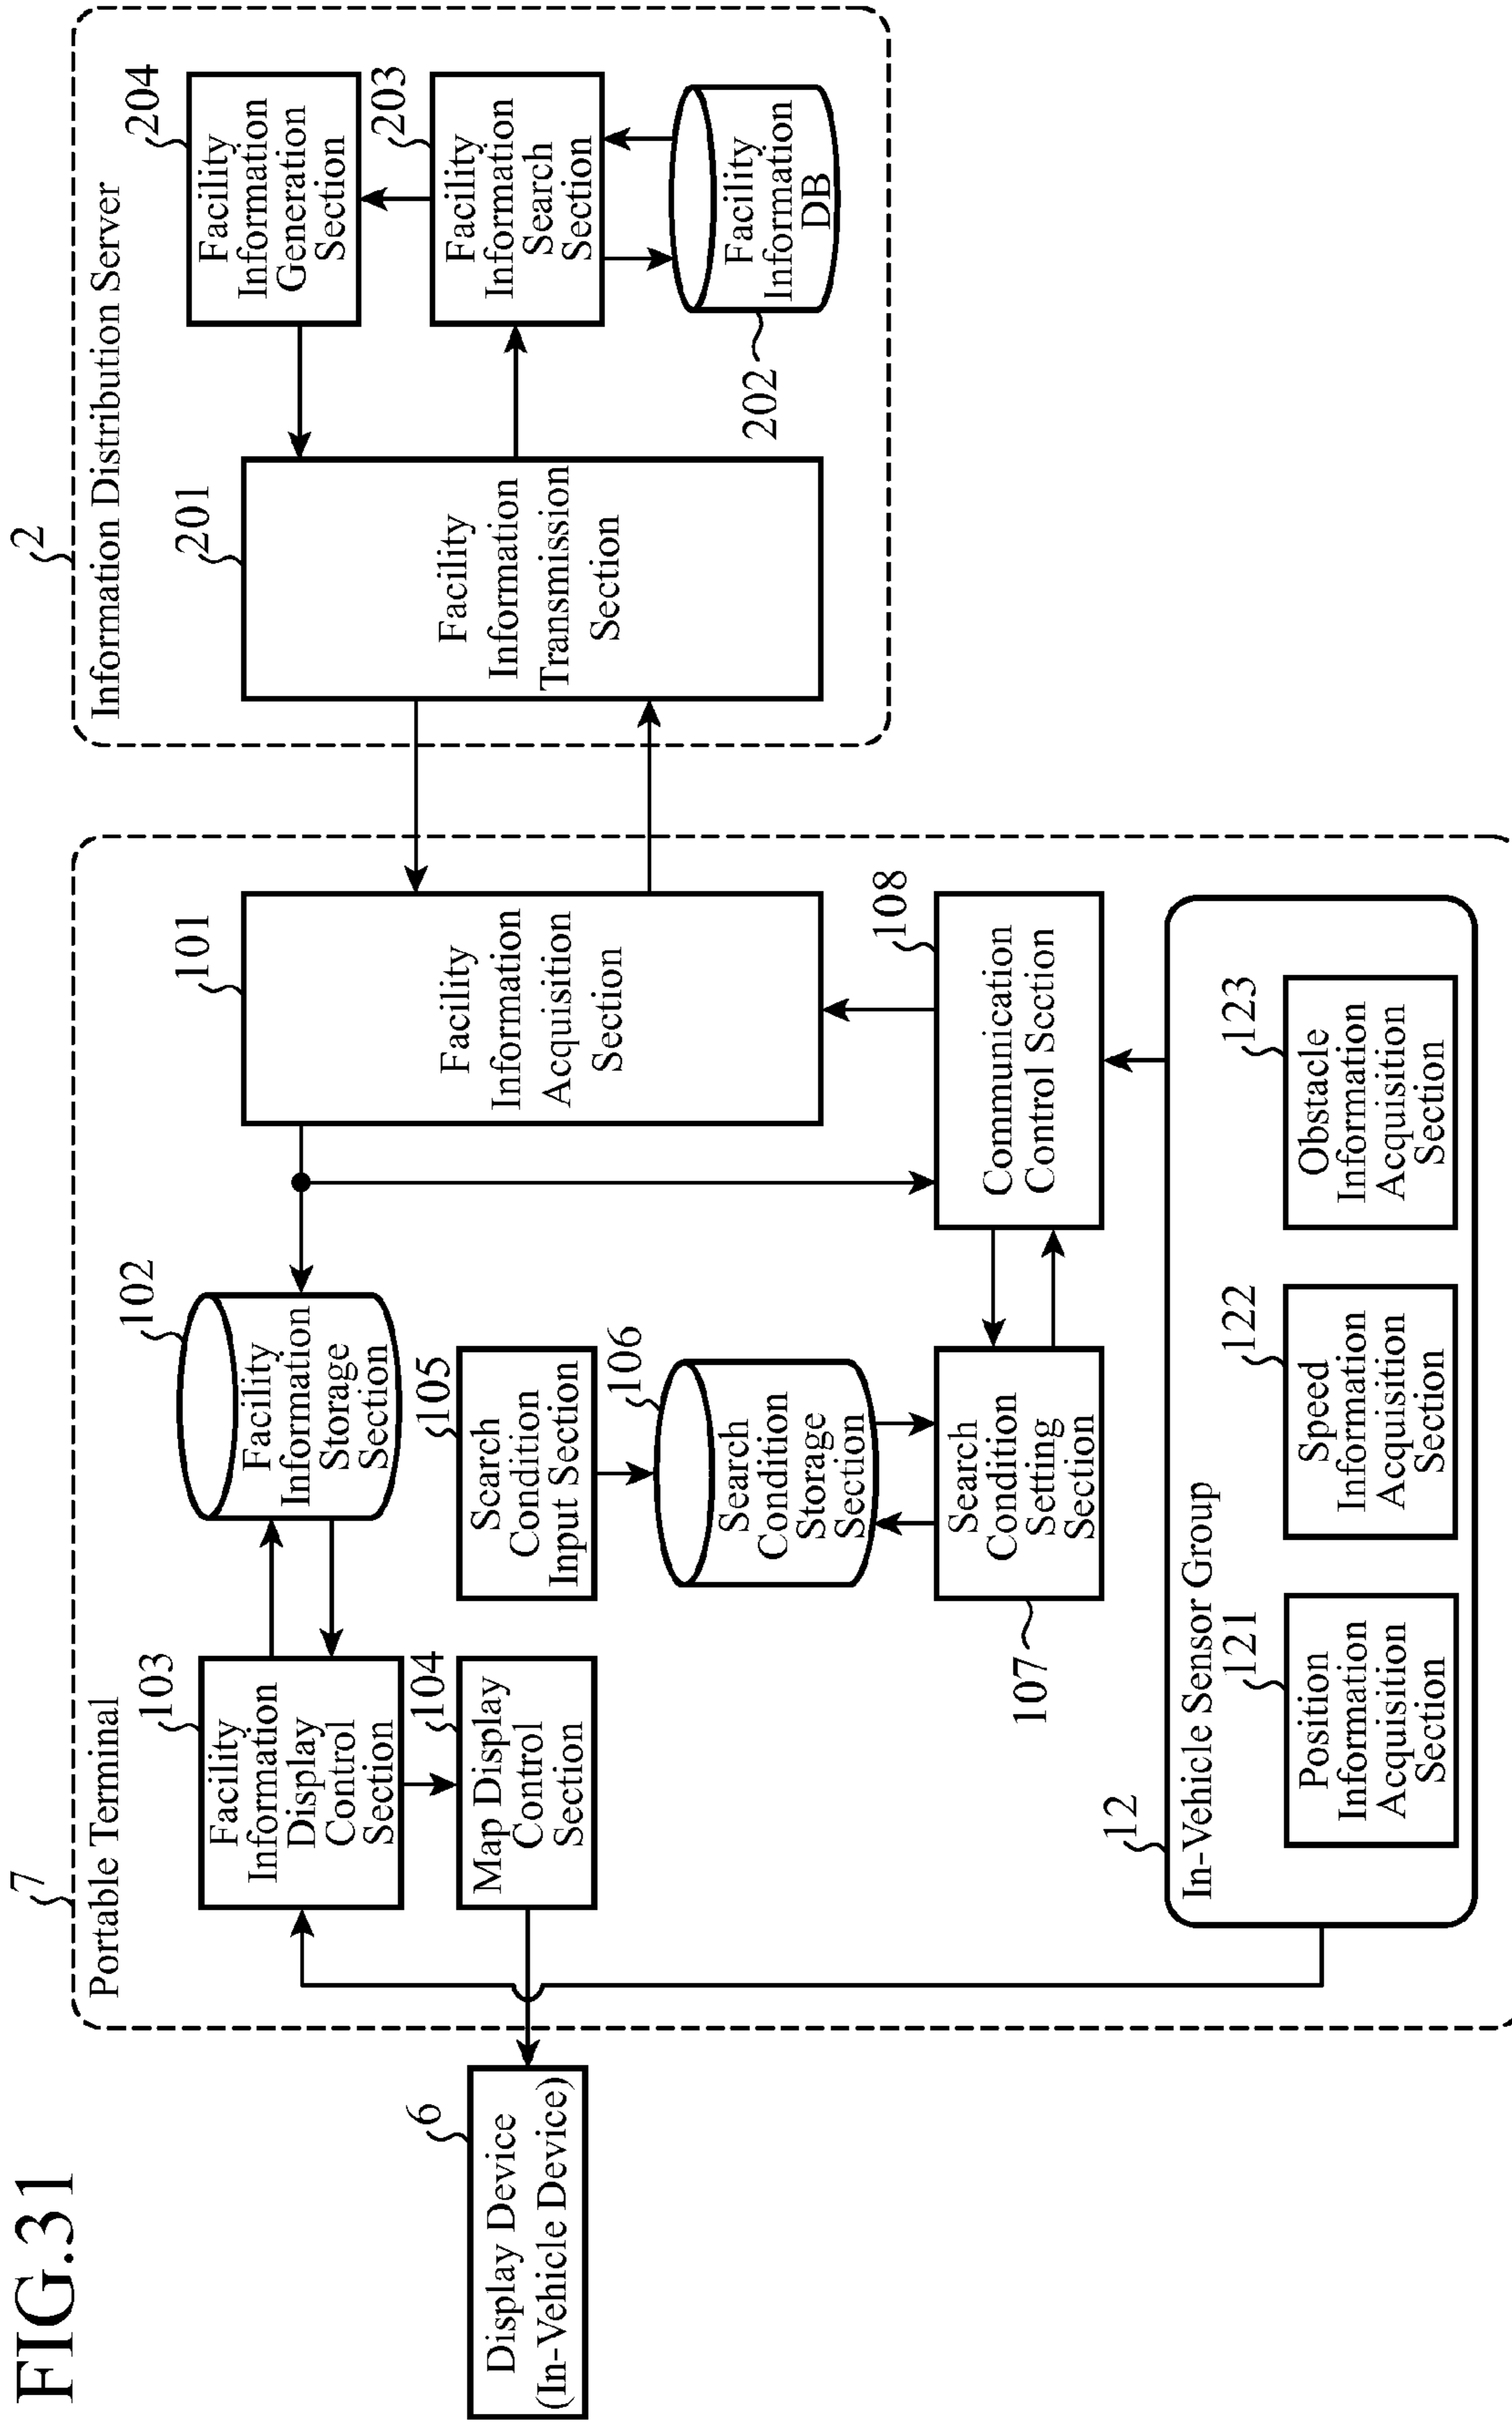 FIG.31
7
Portable Terminal
6
Display Device
(In-Vehicle Device)
103
Facility
Information
Display
Control
Section
104
Map Display
Control
Section
102
Facility
Information
Storage
Section
105
Search
Condition
Input Section
106
Search
Condition
Storage
Section
107
Search
Condition
Setting
Section
101
Facility
Information
Acquisition
Section
108
Communication
Control Section
12
In-Vehicle Sensor Group
121
Position
Information
Acquisition
Section
122
Speed
Information
Acquisition
Section
123
Obstacle
Information
Acquisition
Section
2
Information Distribution Server
201
Facility
Information
Transmission
Section
204
Facility
Information
Generation
Section
203
Facility
Information
Search
Section
202
Facility
Information
DB